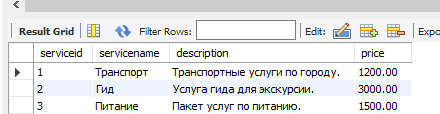 Result Grid Filter Rows: Edit:
serviceid servicename description price
1 Транспорт Транспортные услуги по городу. 1200.00
2 Гид Услуга гида для экскурсии. 3000.00
3 Питание Пакет услуг по питанию. 1500.00